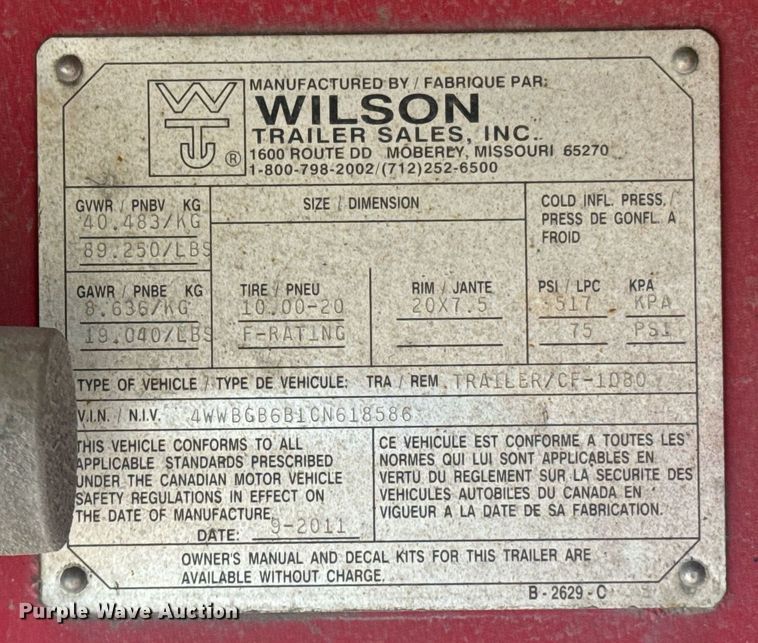 MANUFACTURED BY / FABRIQUE PAR:
WILSON
TRAILER SALES, INC.
1600 ROUTE DD MOBERLY, MISSOURI 65270
1-800-798-2002/(712)252-6500
WT ®
GVWR / PNBV KG
40.483/KG
89.250/LBS
SIZE / DIMENSION
COLD INFL. PRESS./
PRESS DE GONFL. A
FROID
GAWR / PNBE KG
8.636/KG
19.040/LBS
TIRE / PNEU
10.00-20
F-RATING
RIM / JANTE
20X7.5
PSI / LPC KPA
517 KPA
75 PSI
TYPE OF VEHICLE / TYPE DE VEHICULE: TRA / REM TRAILER/CF-1080
V.I.N. / N.I.V. 4WWBGB6B1CN618586
THIS VEHICLE CONFORMS TO ALL
APPLICABLE STANDARDS PRESCRIBED
UNDER THE CANADIAN MOTOR VEHICLE
SAFETY REGULATIONS IN EFFECT ON
THE DATE OF MANUFACTURE
DATE: 9-2011
CE VEHICULE EST CONFORME A TOUTES LES
NORMES QUI LUI SONT APPLICABLES EN
VERTU DU REGLEMENT SUR LA SECURITE DES
VEHICULES AUTOBILES DU CANADA EN
VIGUEUR A LA DATE DE SA FABRICATION.
OWNER'S MANUAL AND DECAL KITS FOR THIS TRAILER ARE
AVAILABLE WITHOUT CHARGE.
B - 2629 - C
Purple Wave Auction